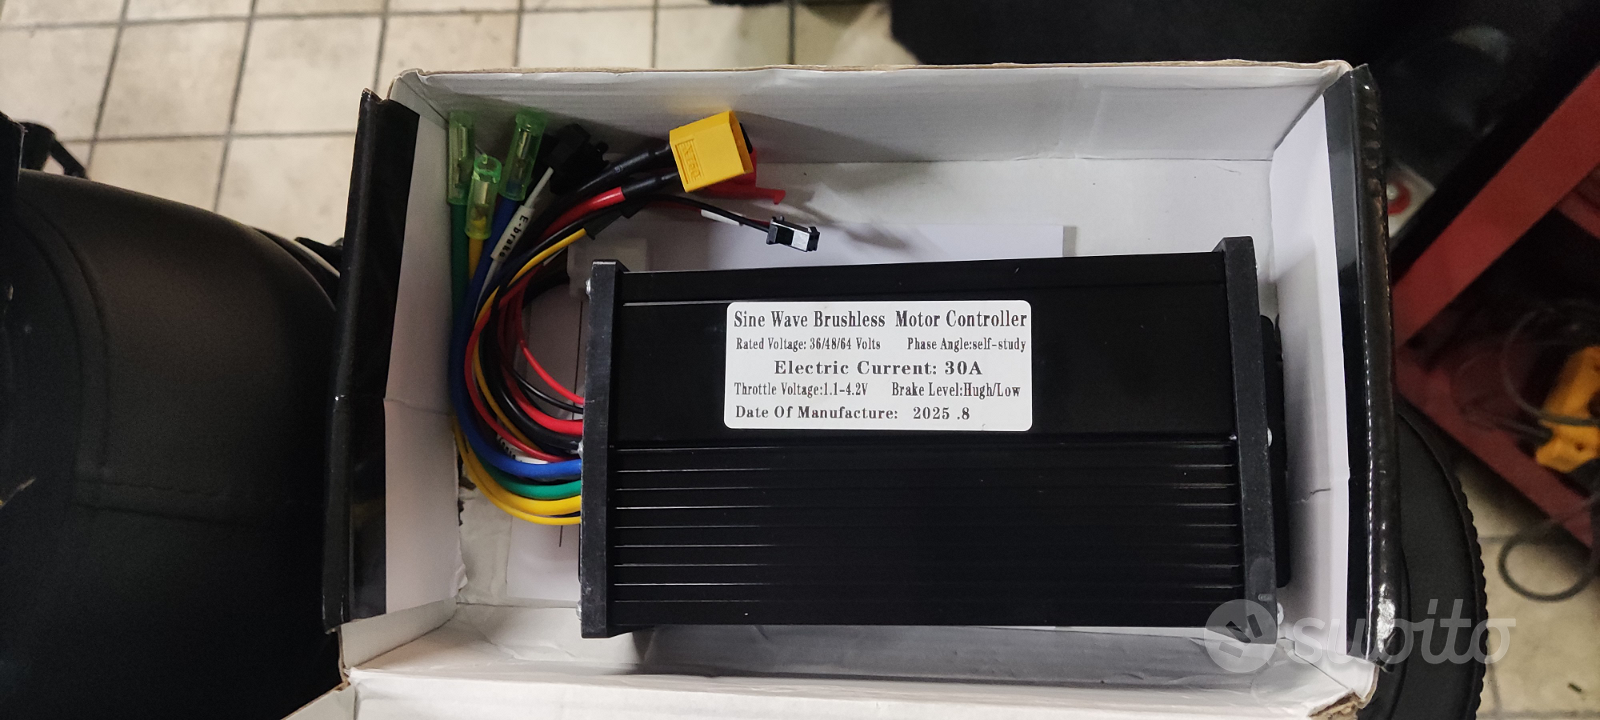 XT60
E-brake
Sine Wave Brushless Motor Controller
Rated Voltage: 36/48/64 Volts Phase Angle:self-study
Electric Current: 30A
Throttle Voltage:1.1-4.2V Brake Level:Hugh/Low
Date Of Manufacture: 2025 .8
subito